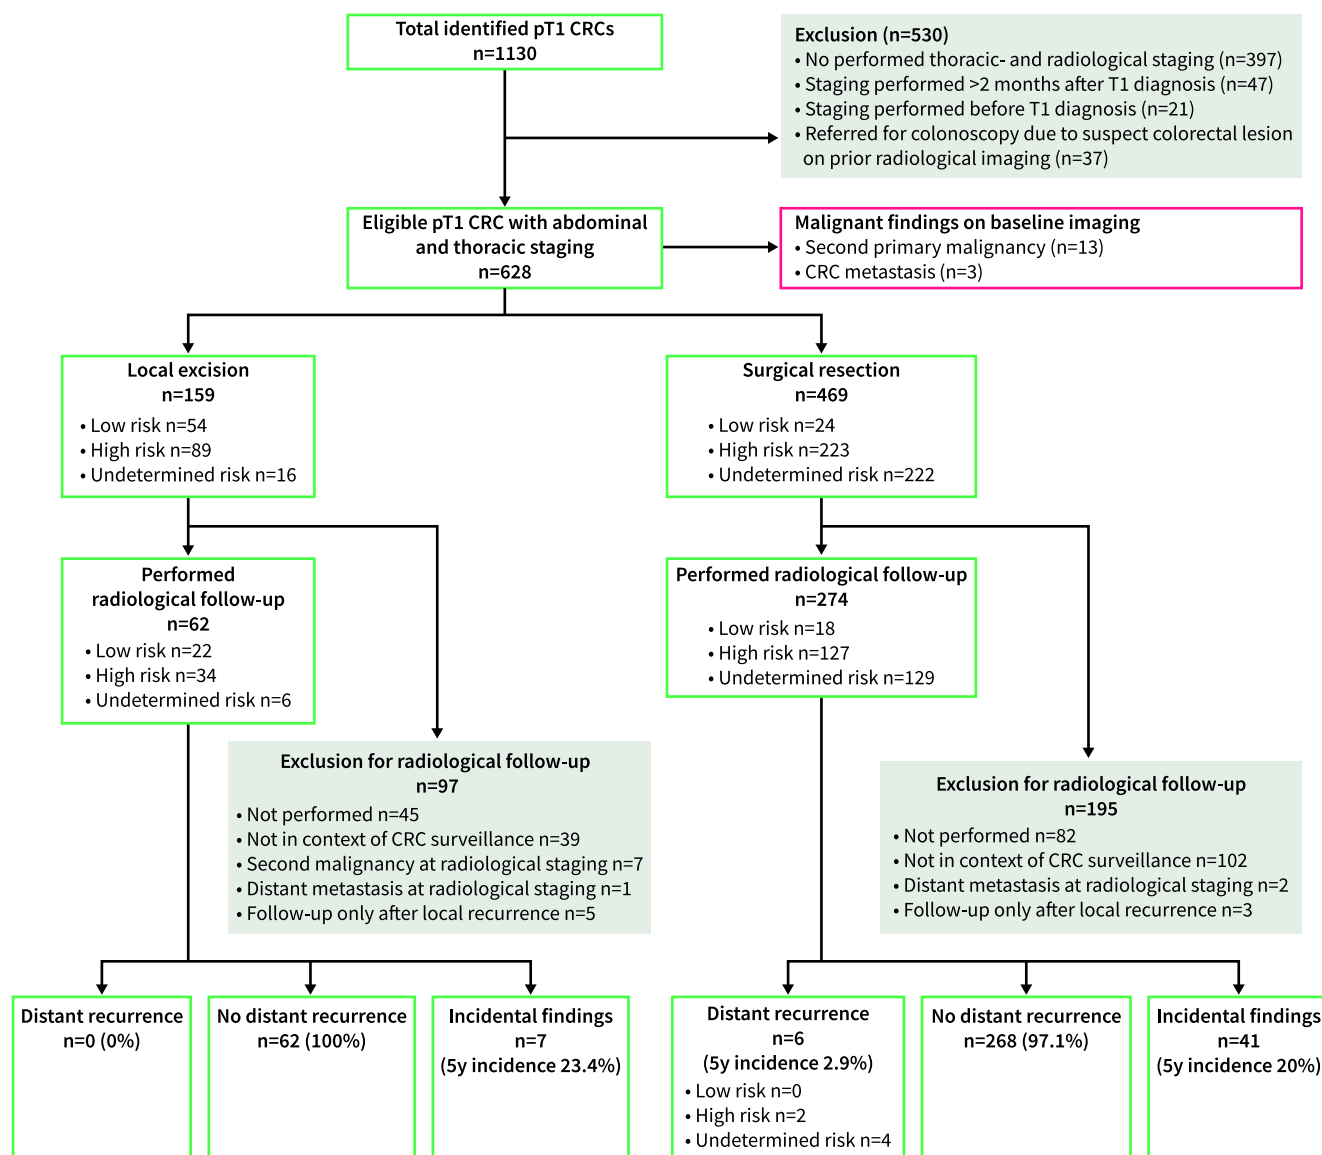 Total identified pT1 CRCs
n=1130
Exclusion (n=530)
• No performed thoracic- and radiological staging (n=397)
• Staging performed >2 months after T1 diagnosis (n=47)
• Staging performed before T1 diagnosis (n=21)
• Referred for colonoscopy due to suspect colorectal lesion
on prior radiological imaging (n=37)
Eligible pT1 CRC with abdominal
and thoracic staging
n=628
Malignant findings on baseline imaging
• Second primary malignancy (n=13)
• CRC metastasis (n=3)
Local excision
n=159
• Low risk n=54
• High risk n=89
• Undetermined risk n=16
Surgical resection
n=469
• Low risk n=24
• High risk n=223
• Undetermined risk n=222
Performed
radiological follow-up
n=62
• Low risk n=22
• High risk n=34
• Undetermined risk n=6
Performed radiological follow-up
n=274
• Low risk n=18
• High risk n=127
• Undetermined risk n=129
Exclusion for radiological follow-up
n=97
• Not performed n=45
• Not in context of CRC surveillance n=39
• Second malignancy at radiological staging n=7
• Distant metastasis at radiological staging n=1
• Follow-up only after local recurrence n=5
Exclusion for radiological follow-up
n=195
• Not performed n=82
• Not in context of CRC surveillance n=102
• Distant metastasis at radiological staging n=2
• Follow-up only after local recurrence n=3
Distant recurrence
n=0 (0%)
No distant recurrence
n=62 (100%)
Incidental findings
n=7
(5y incidence 23.4%)
Distant recurrence
n=6
(5y incidence 2.9%)
• Low risk n=0
• High risk n=2
• Undetermined risk n=4
No distant recurrence
n=268 (97.1%)
Incidental findings
n=41
(5y incidence 20%)